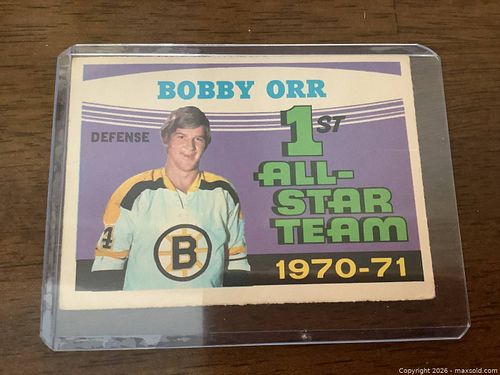 BOBBY ORR
DEFENSE
1ST
ALL-
STAR
TEAM
4
B
1970-71
Copyright 2026 - maxsold.com